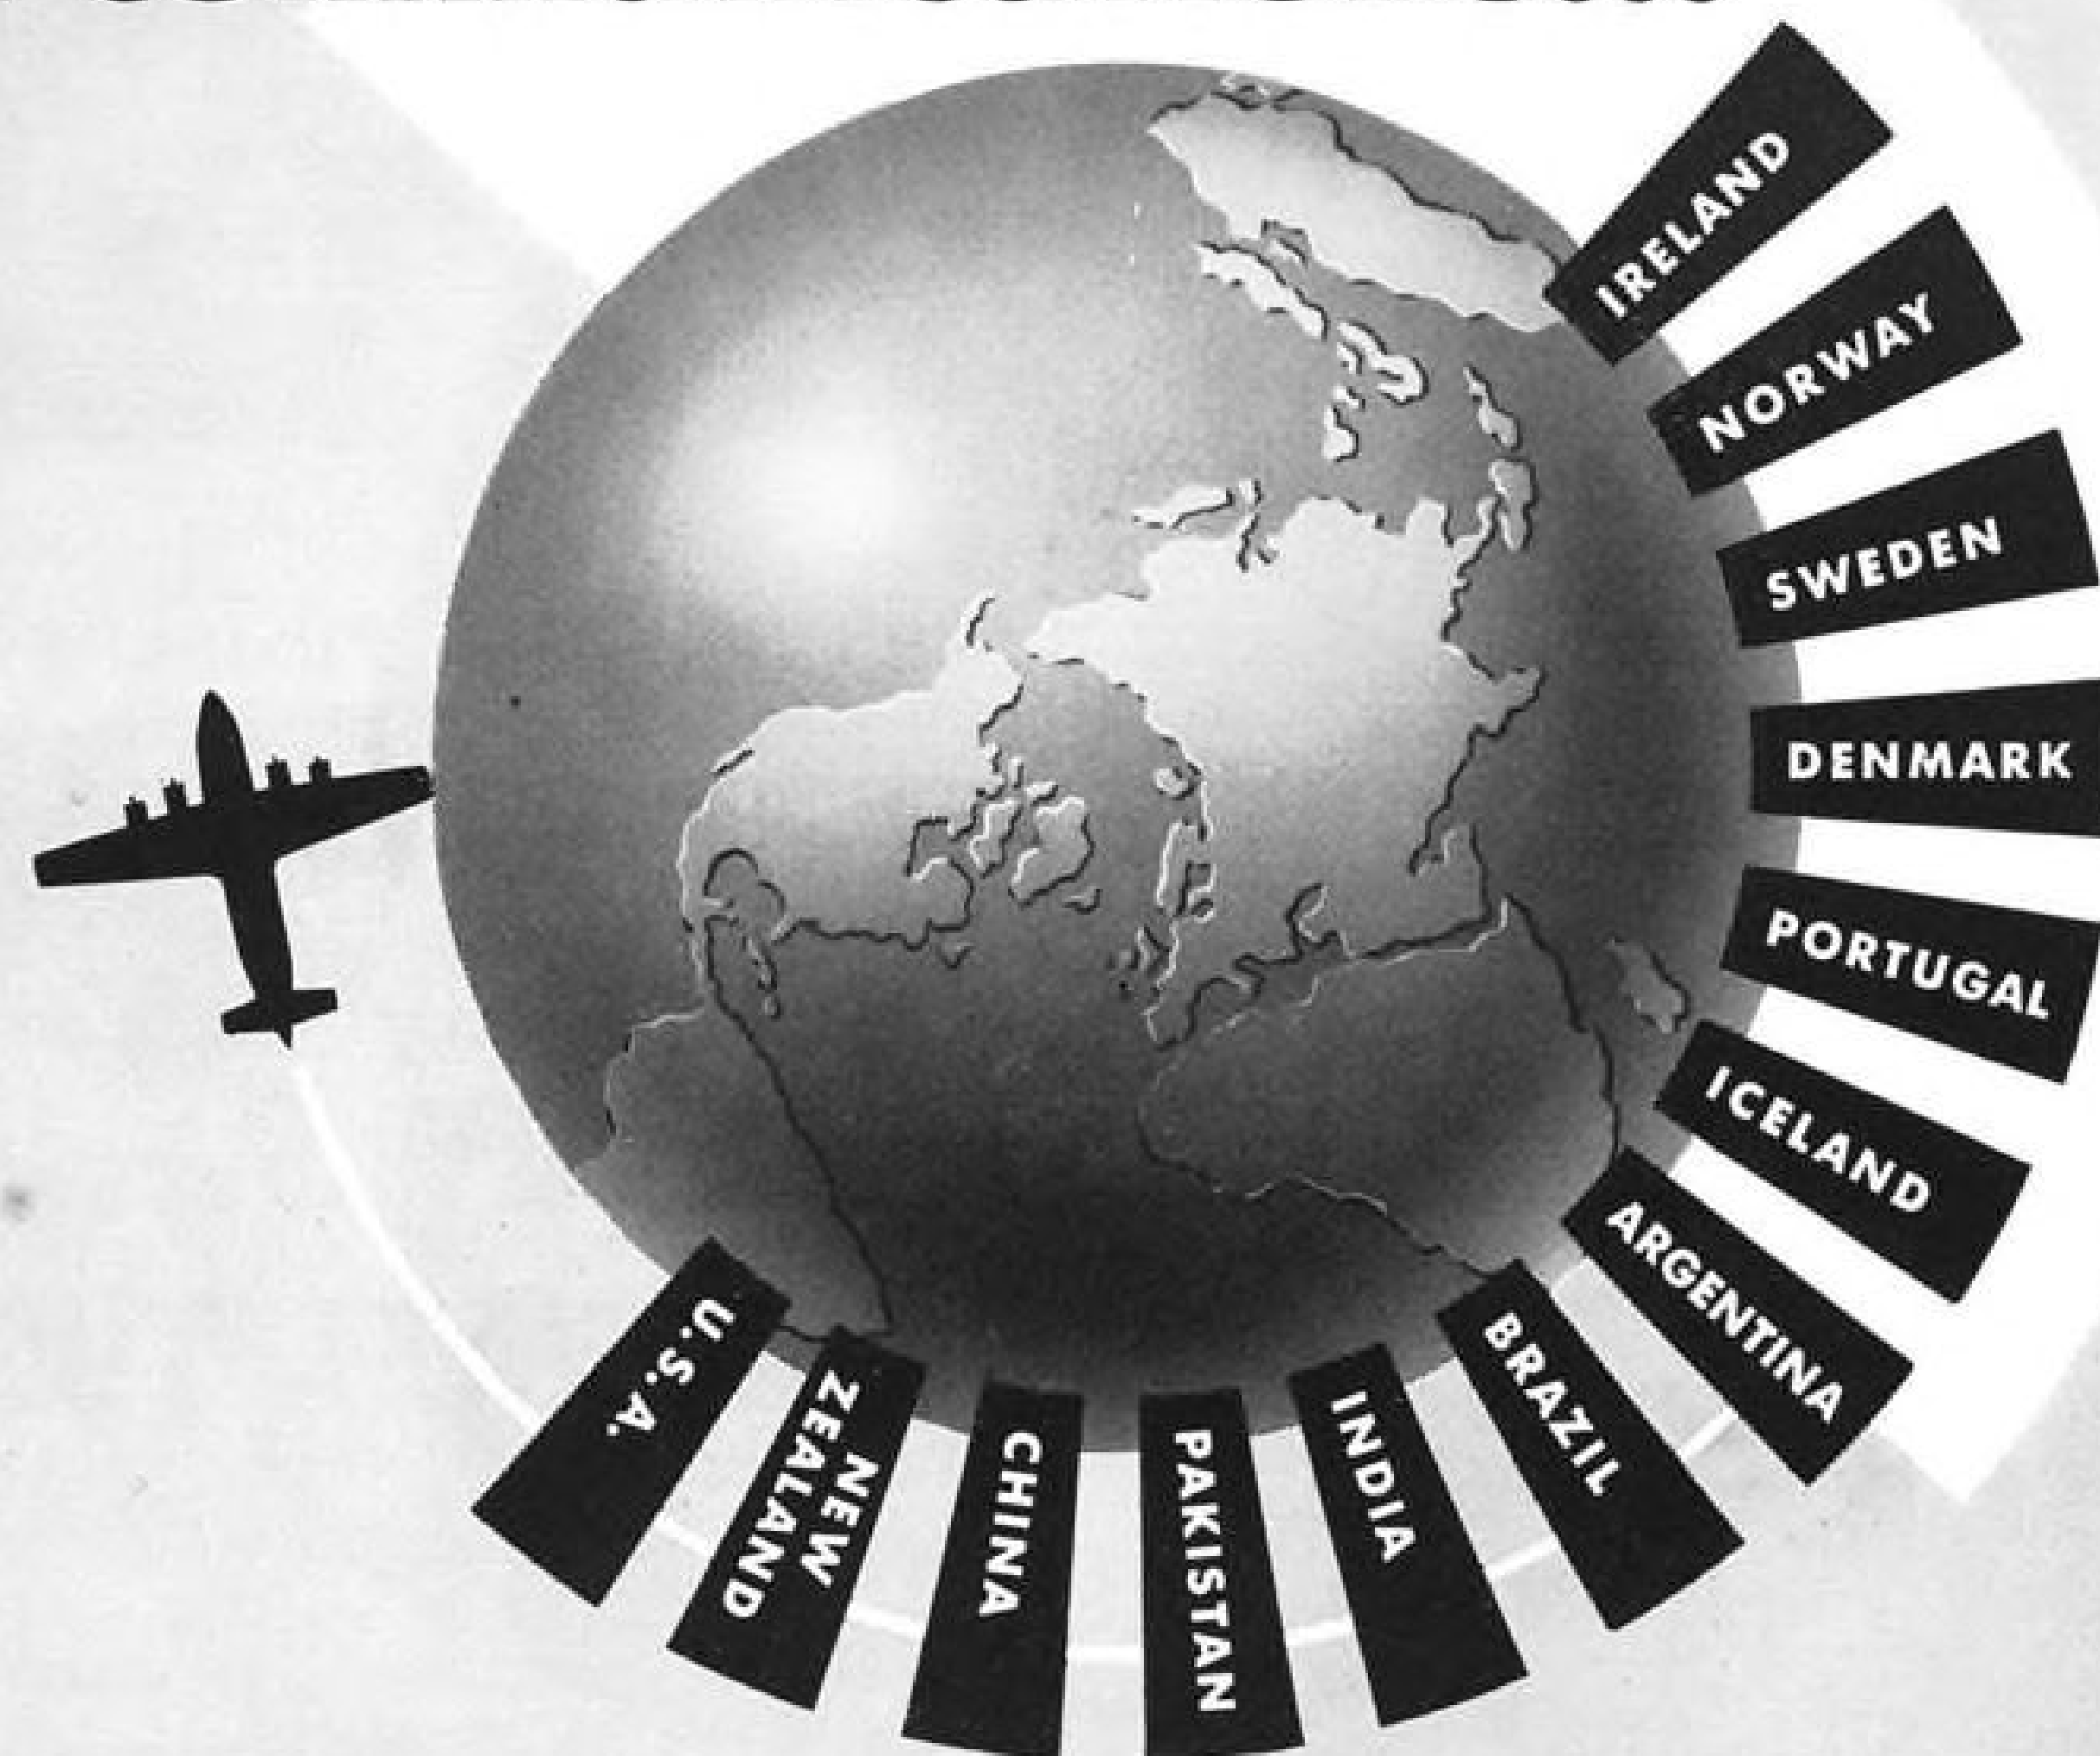 IRELAND
NORWAY
SWEDEN
DENMARK
PORTUGAL
ICELAND
ARGENTINA
BRAZIL
INDIA
PAKISTAN
CHINA
NEW
ZEALAND
U.S.A.